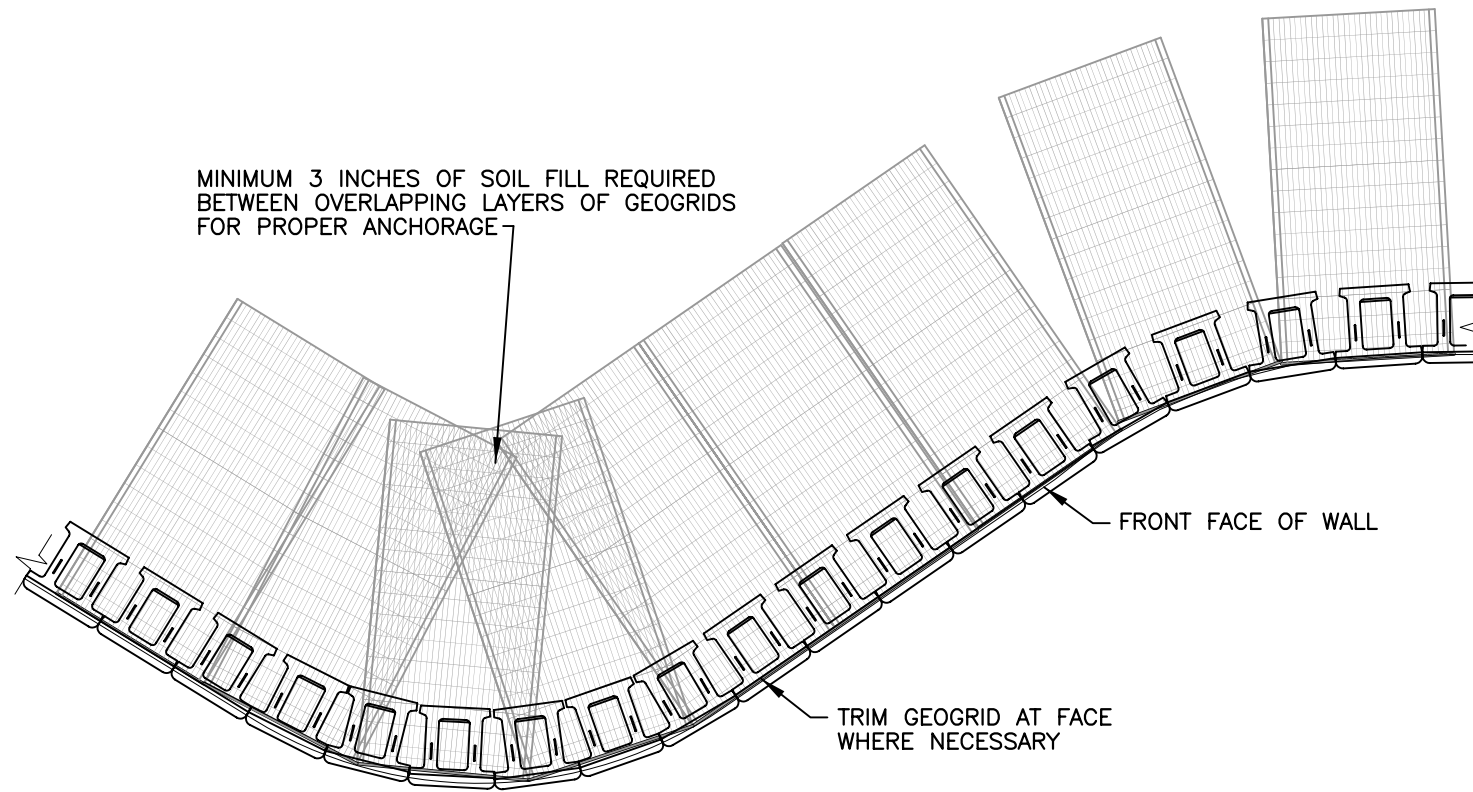 MINIMUM 3 INCHES OF SOIL FILL REQUIRED
BETWEEN OVERLAPPING LAYERS OF GEOGRIDS
FOR PROPER ANCHORAGE
FRONT FACE OF WALL
TRIM GEOGRID AT FACE
WHERE NECESSARY